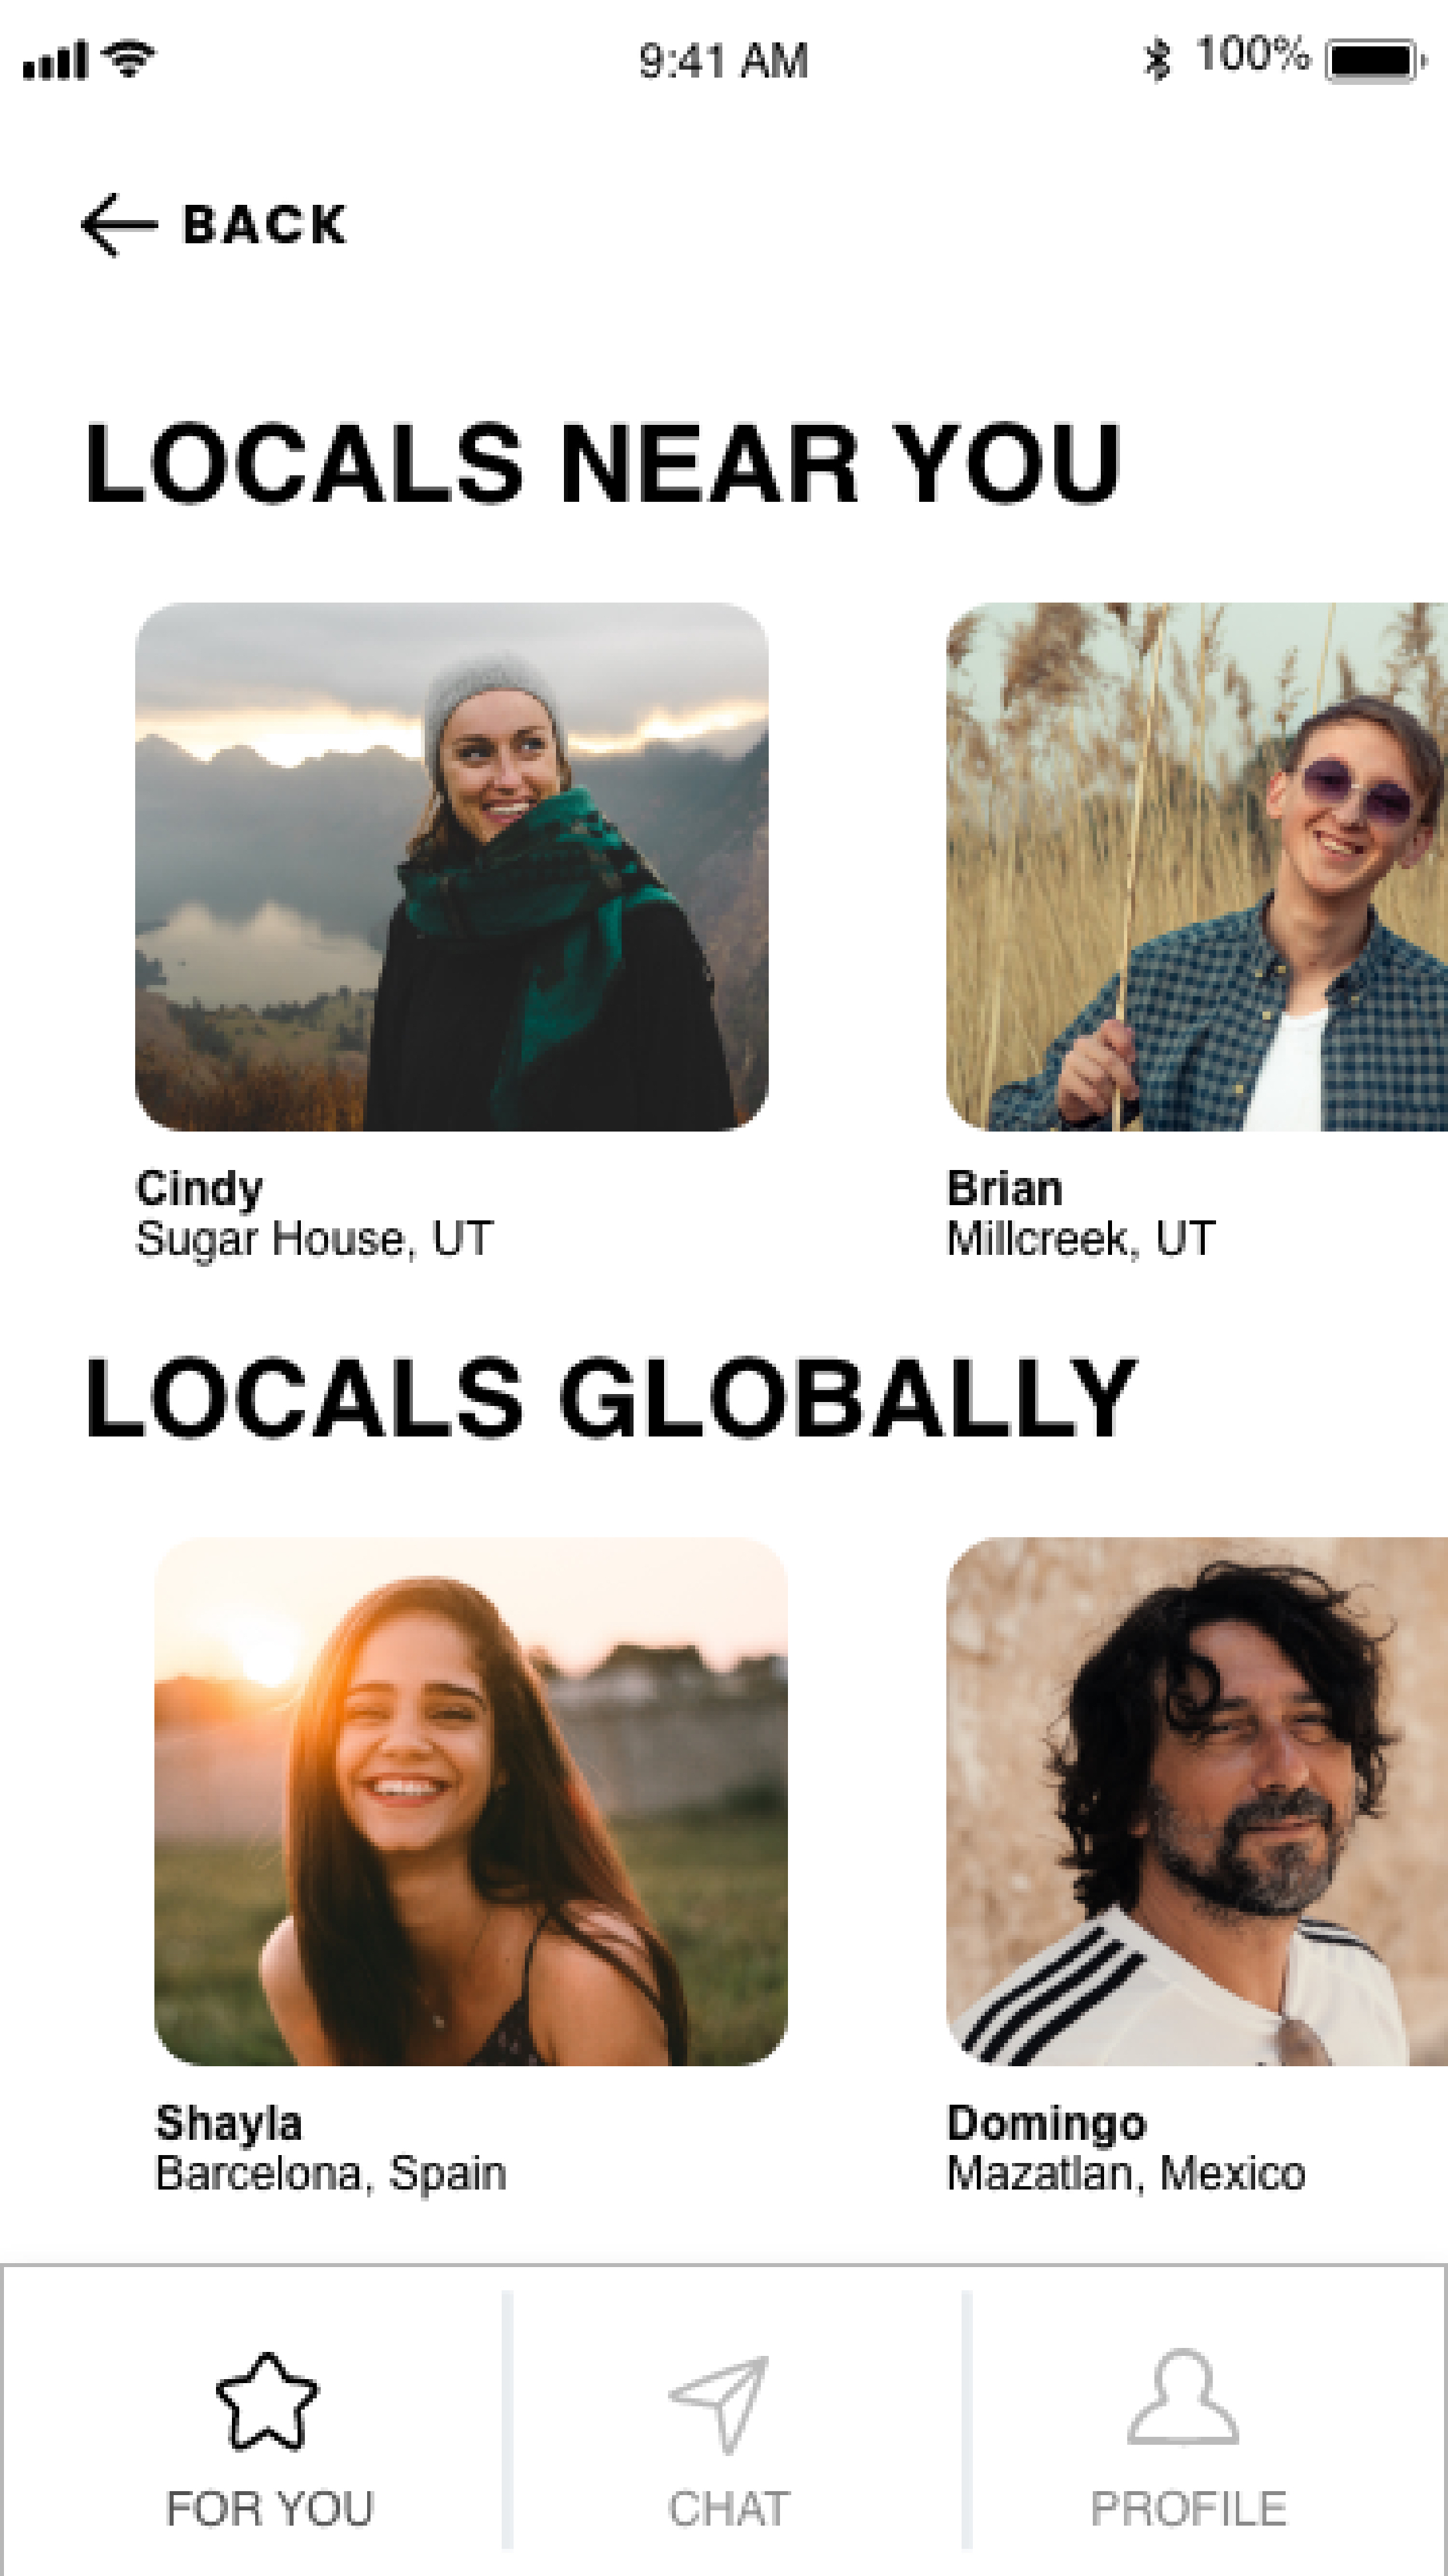 9:41 AM
100%
BACK
LOCALS NEAR YOU
Cindy
Sugar House, UT
Brian
Millcreek, UT
LOCALS GLOBALLY
Shayla
Barcelona, Spain
Domingo
Mazatlan, Mexico
FOR YOU
CHAT
PROFILE